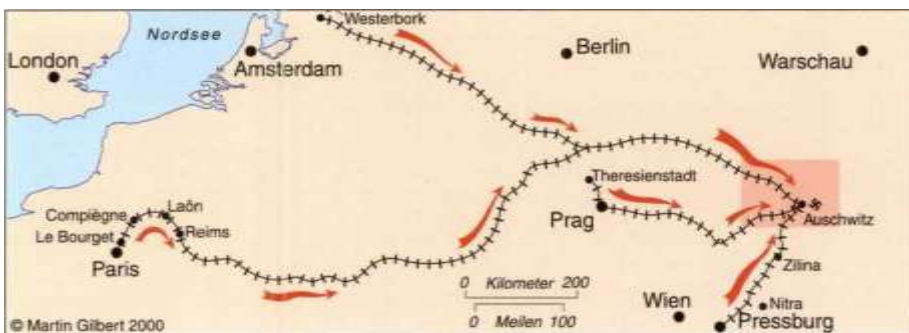 Westerbork
Nordsee
London
Amsterdam
Berlin
Warschau
Theresienstadt
Prag
Auschwitz
Compiègne
Laôn
Le Bourget
Reims
Paris
0 Kilometer 200
0 Meilen 100
Zilina
Wien
Nitra
Pressburg
© Martin Gilbert 2000